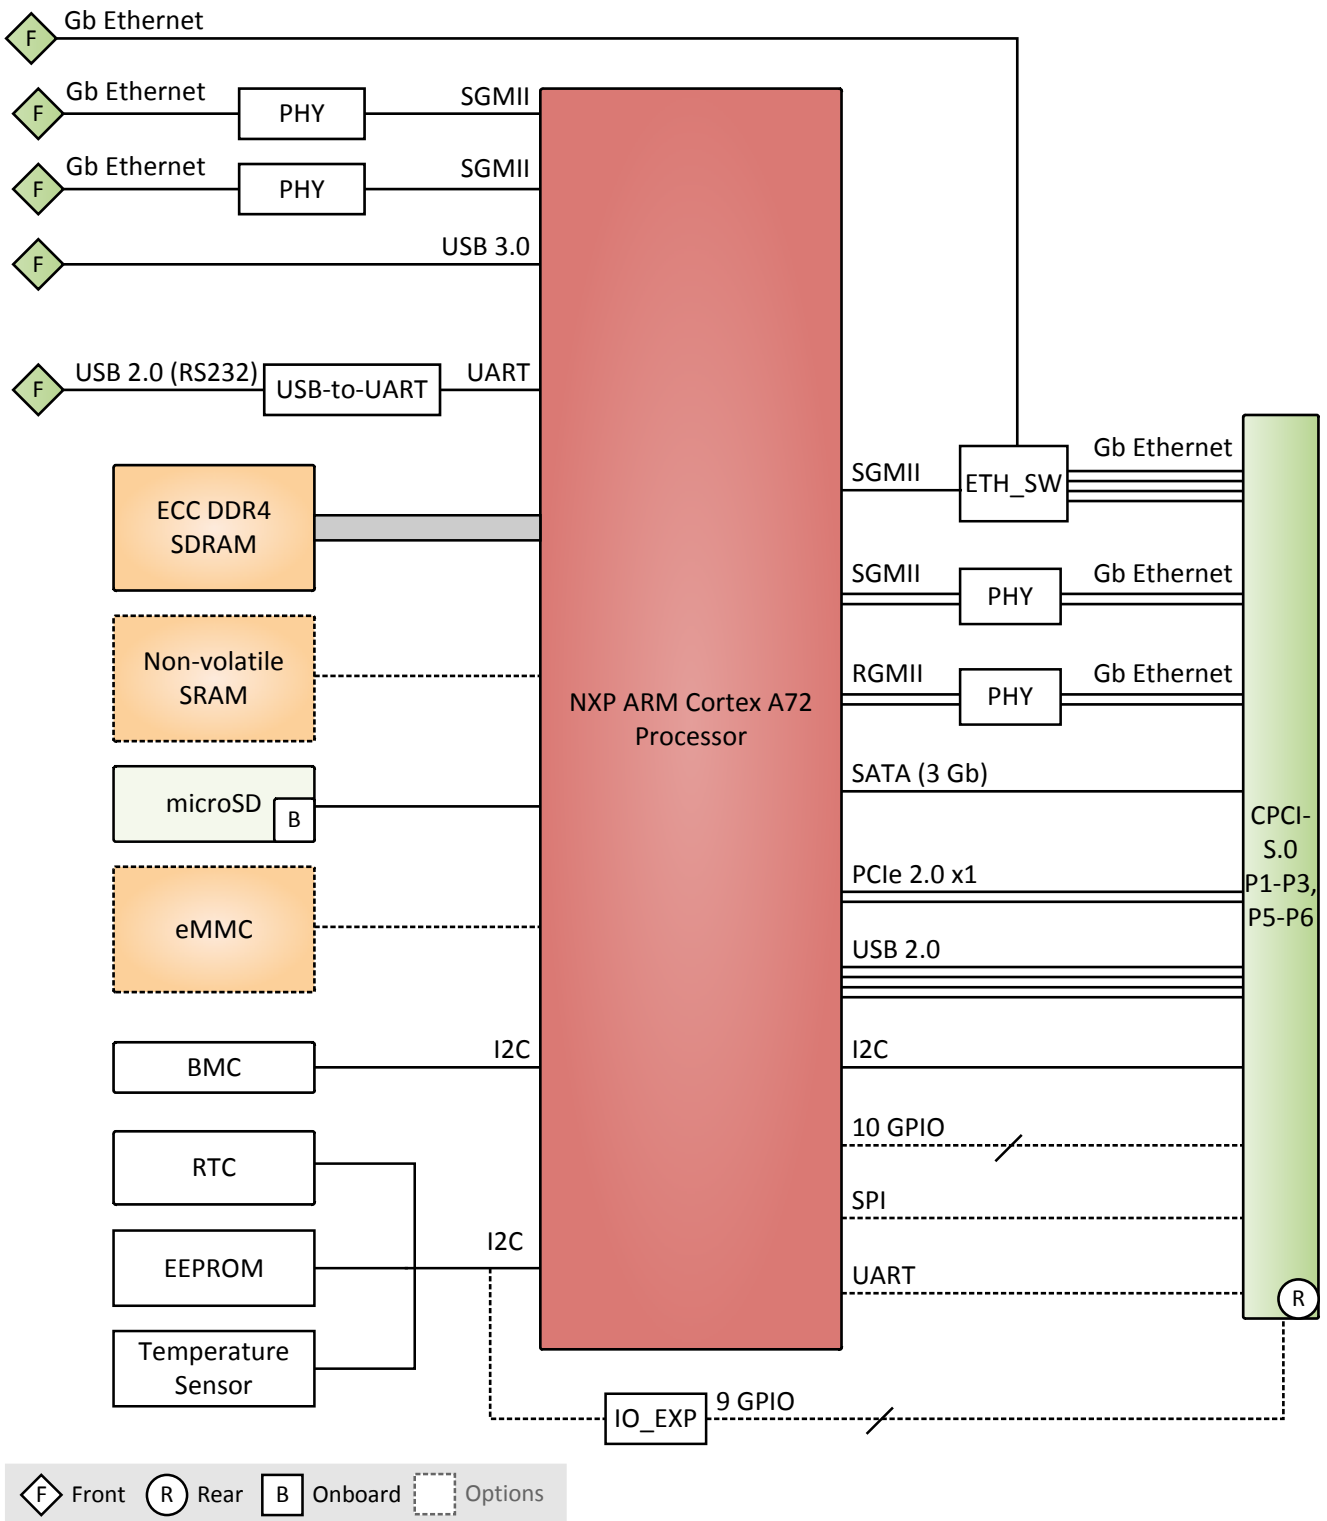 Gb Ethernet
F
Gb Ethernet
F
PHY
SGMII
Gb Ethernet
F
PHY
SGMII
F
USB 3.0
F
USB 2.0 (RS232)
USB-to-UART
UART
ECC DDR4
SDRAM
Non-volatile
SRAM
microSD
B
eMMC
BMC
I2C
RTC
EEPROM
I2C
Temperature
Sensor
NXP ARM Cortex A72
Processor
SGMII
ETH_SW
Gb Ethernet
SGMII
PHY
Gb Ethernet
RGMII
PHY
Gb Ethernet
SATA (3 Gb)
PCIe 2.0 x1
USB 2.0
I2C
10 GPIO
SPI
UART
CPCI-
S.0
P1-P3,
P5-P6
R
IO_EXP
9 GPIO
F Front R Rear B Onboard Options